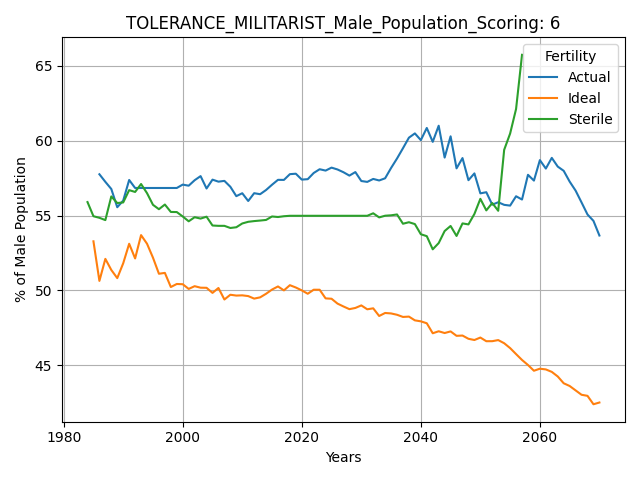 TOLERANCE_MILITARIST_Male_Population_Scoring: 6
Fertility
Actual
Ideal
Sterile
% of Male Population
65
60
55
50
45
1980
2000
2020
2040
2060
Years